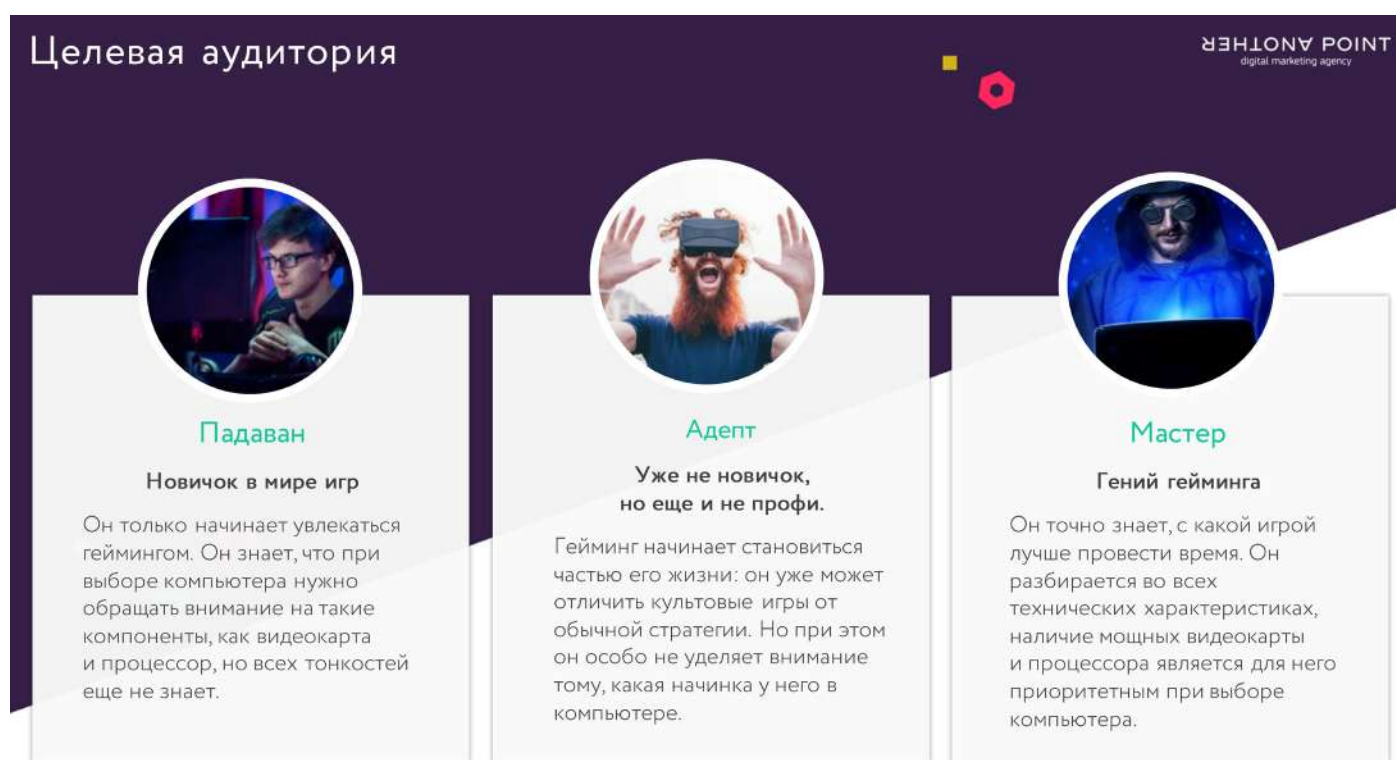 Целевая аудитория
ANOTHER POINT
digital marketing agency
Падаван
Новичок в мире игр
Он только начинает увлекаться
геймингом. Он знает, что при
выборе компьютера нужно
обращать внимание на такие
компоненты, как видеокарта
и процессор, но всех тонкостей
еще не знает.
Адепт
Уже не новичок,
но еще и не профи.
Гейминг начинает становиться
частью его жизни: он уже может
отличить культовые игры от
обычной стратегии. Но при этом
он особо не уделяет внимание
тому, какая начинка у него в
компьютере.
Мастер
Гений гейминга
Он точно знает, с какой игрой
лучше провести время. Он
разбирается во всех
технических характеристиках,
наличие мощных видеокарты
и процессора является для него
приоритетным при выборе
компьютера.